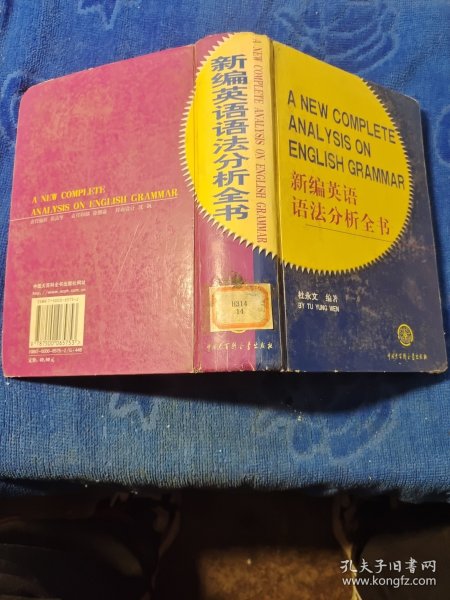 A NEW COMPLETE
ANALYSIS ON
ENGLISH GRAMMAR
新编英语
语法分析全书
杜永文 编著
BY TU YUNG WEN
中国大百科全书出版社
新编英语语法分析全书
A NEW COMPLETE ANALYSIS ON ENGLISH GRAMMAR
H314
14
中国大百科全书出版社
A NEW COMPLETE
ANALYSIS ON ENGLISH GRAMMAR
中国大百科全书出版社网址
孔夫子旧书网
www.kongfz.com